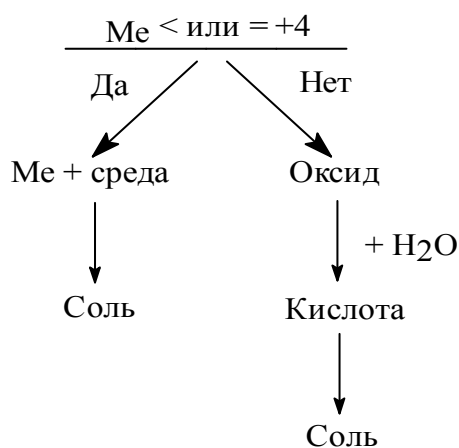 Me < или = +4
Да
Нет
Me + среда
Оксид
+ H2O
Соль
Кислота
Соль